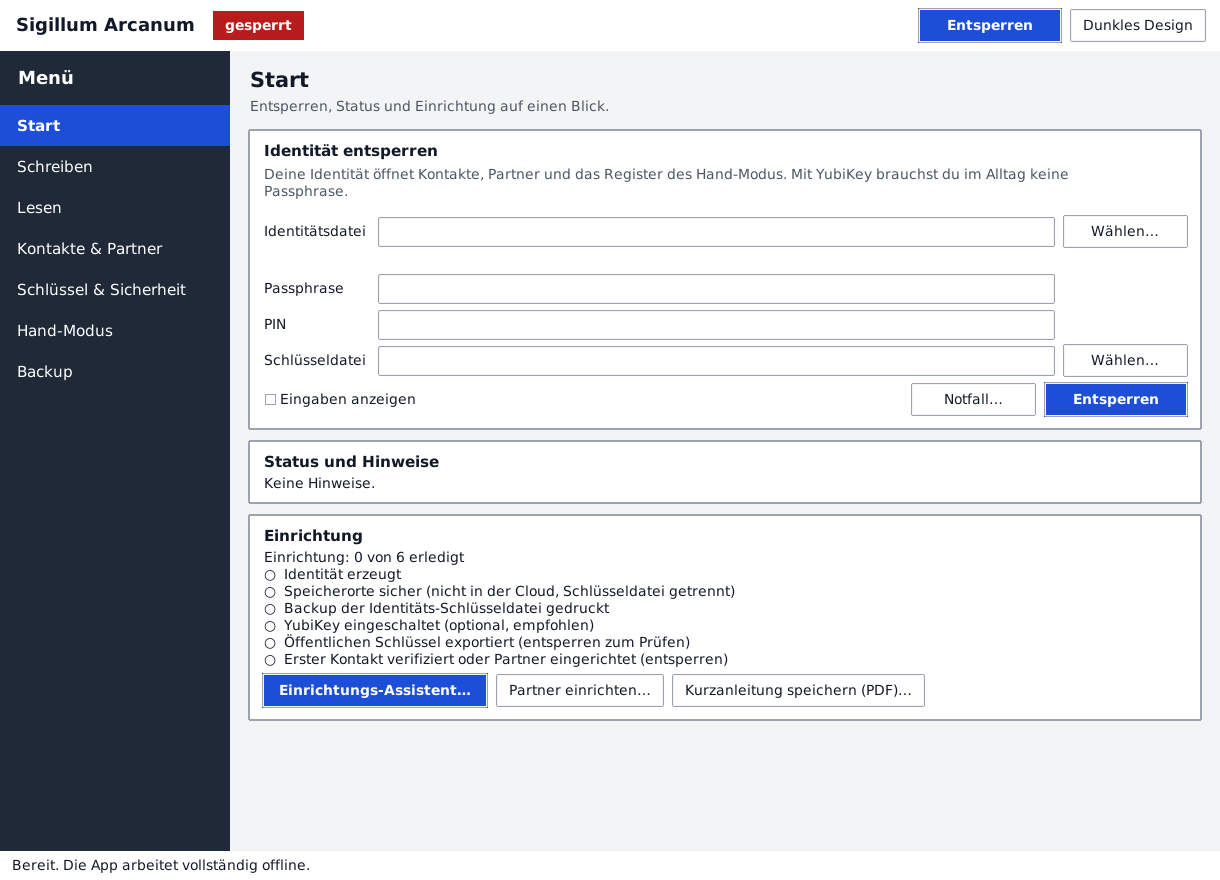 Sigillum Arcanum gesperrt Entsperren Dunkles Design
Menü
Start
Schreiben
Lesen
Kontakte & Partner
Schlüssel & Sicherheit
Hand-Modus
Backup
Start
Entsperren, Status und Einrichtung auf einen Blick.
Identität entsperren
Deine Identität öffnet Kontakte, Partner und das Register des Hand-Modus. Mit YubiKey brauchst du im Alltag keine
Passphrase.
Identitätsdatei Wählen...
Passphrase
PIN
Schlüsseldatei Wählen...
Eingaben anzeigen Notfall... Entsperren
Status und Hinweise
Keine Hinweise.
Einrichtung
Einrichtung: 0 von 6 erledigt
○ Identität erzeugt
○ Speicherorte sicher (nicht in der Cloud, Schlüsseldatei getrennt)
○ Backup der Identitäts-Schlüsseldatei gedruckt
○ YubiKey eingeschaltet (optional, empfohlen)
○ Öffentlichen Schlüssel exportiert (entsperren zum Prüfen)
○ Erster Kontakt verifiziert oder Partner eingerichtet (entsperren)
Einrichtungs-Assistent... Partner einrichten... Kurzanleitung speichern (PDF)...
Bereit. Die App arbeitet vollständig offline.